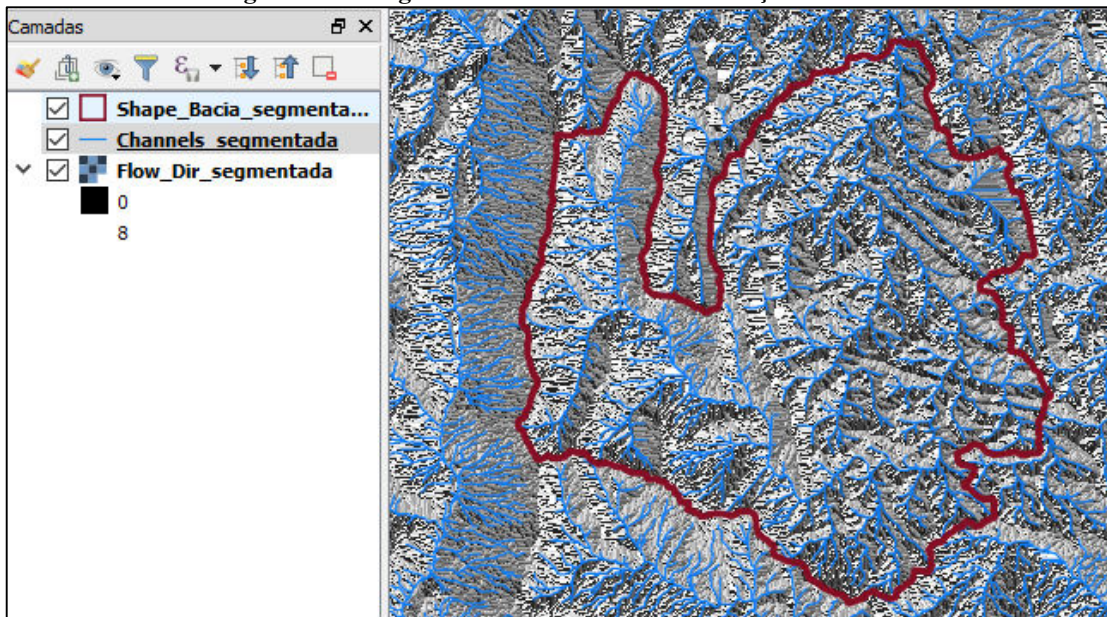 Camadas
Shape_Bacia_segmenta...
Channels_segmentada
Flow_Dir_segmentada
0
8